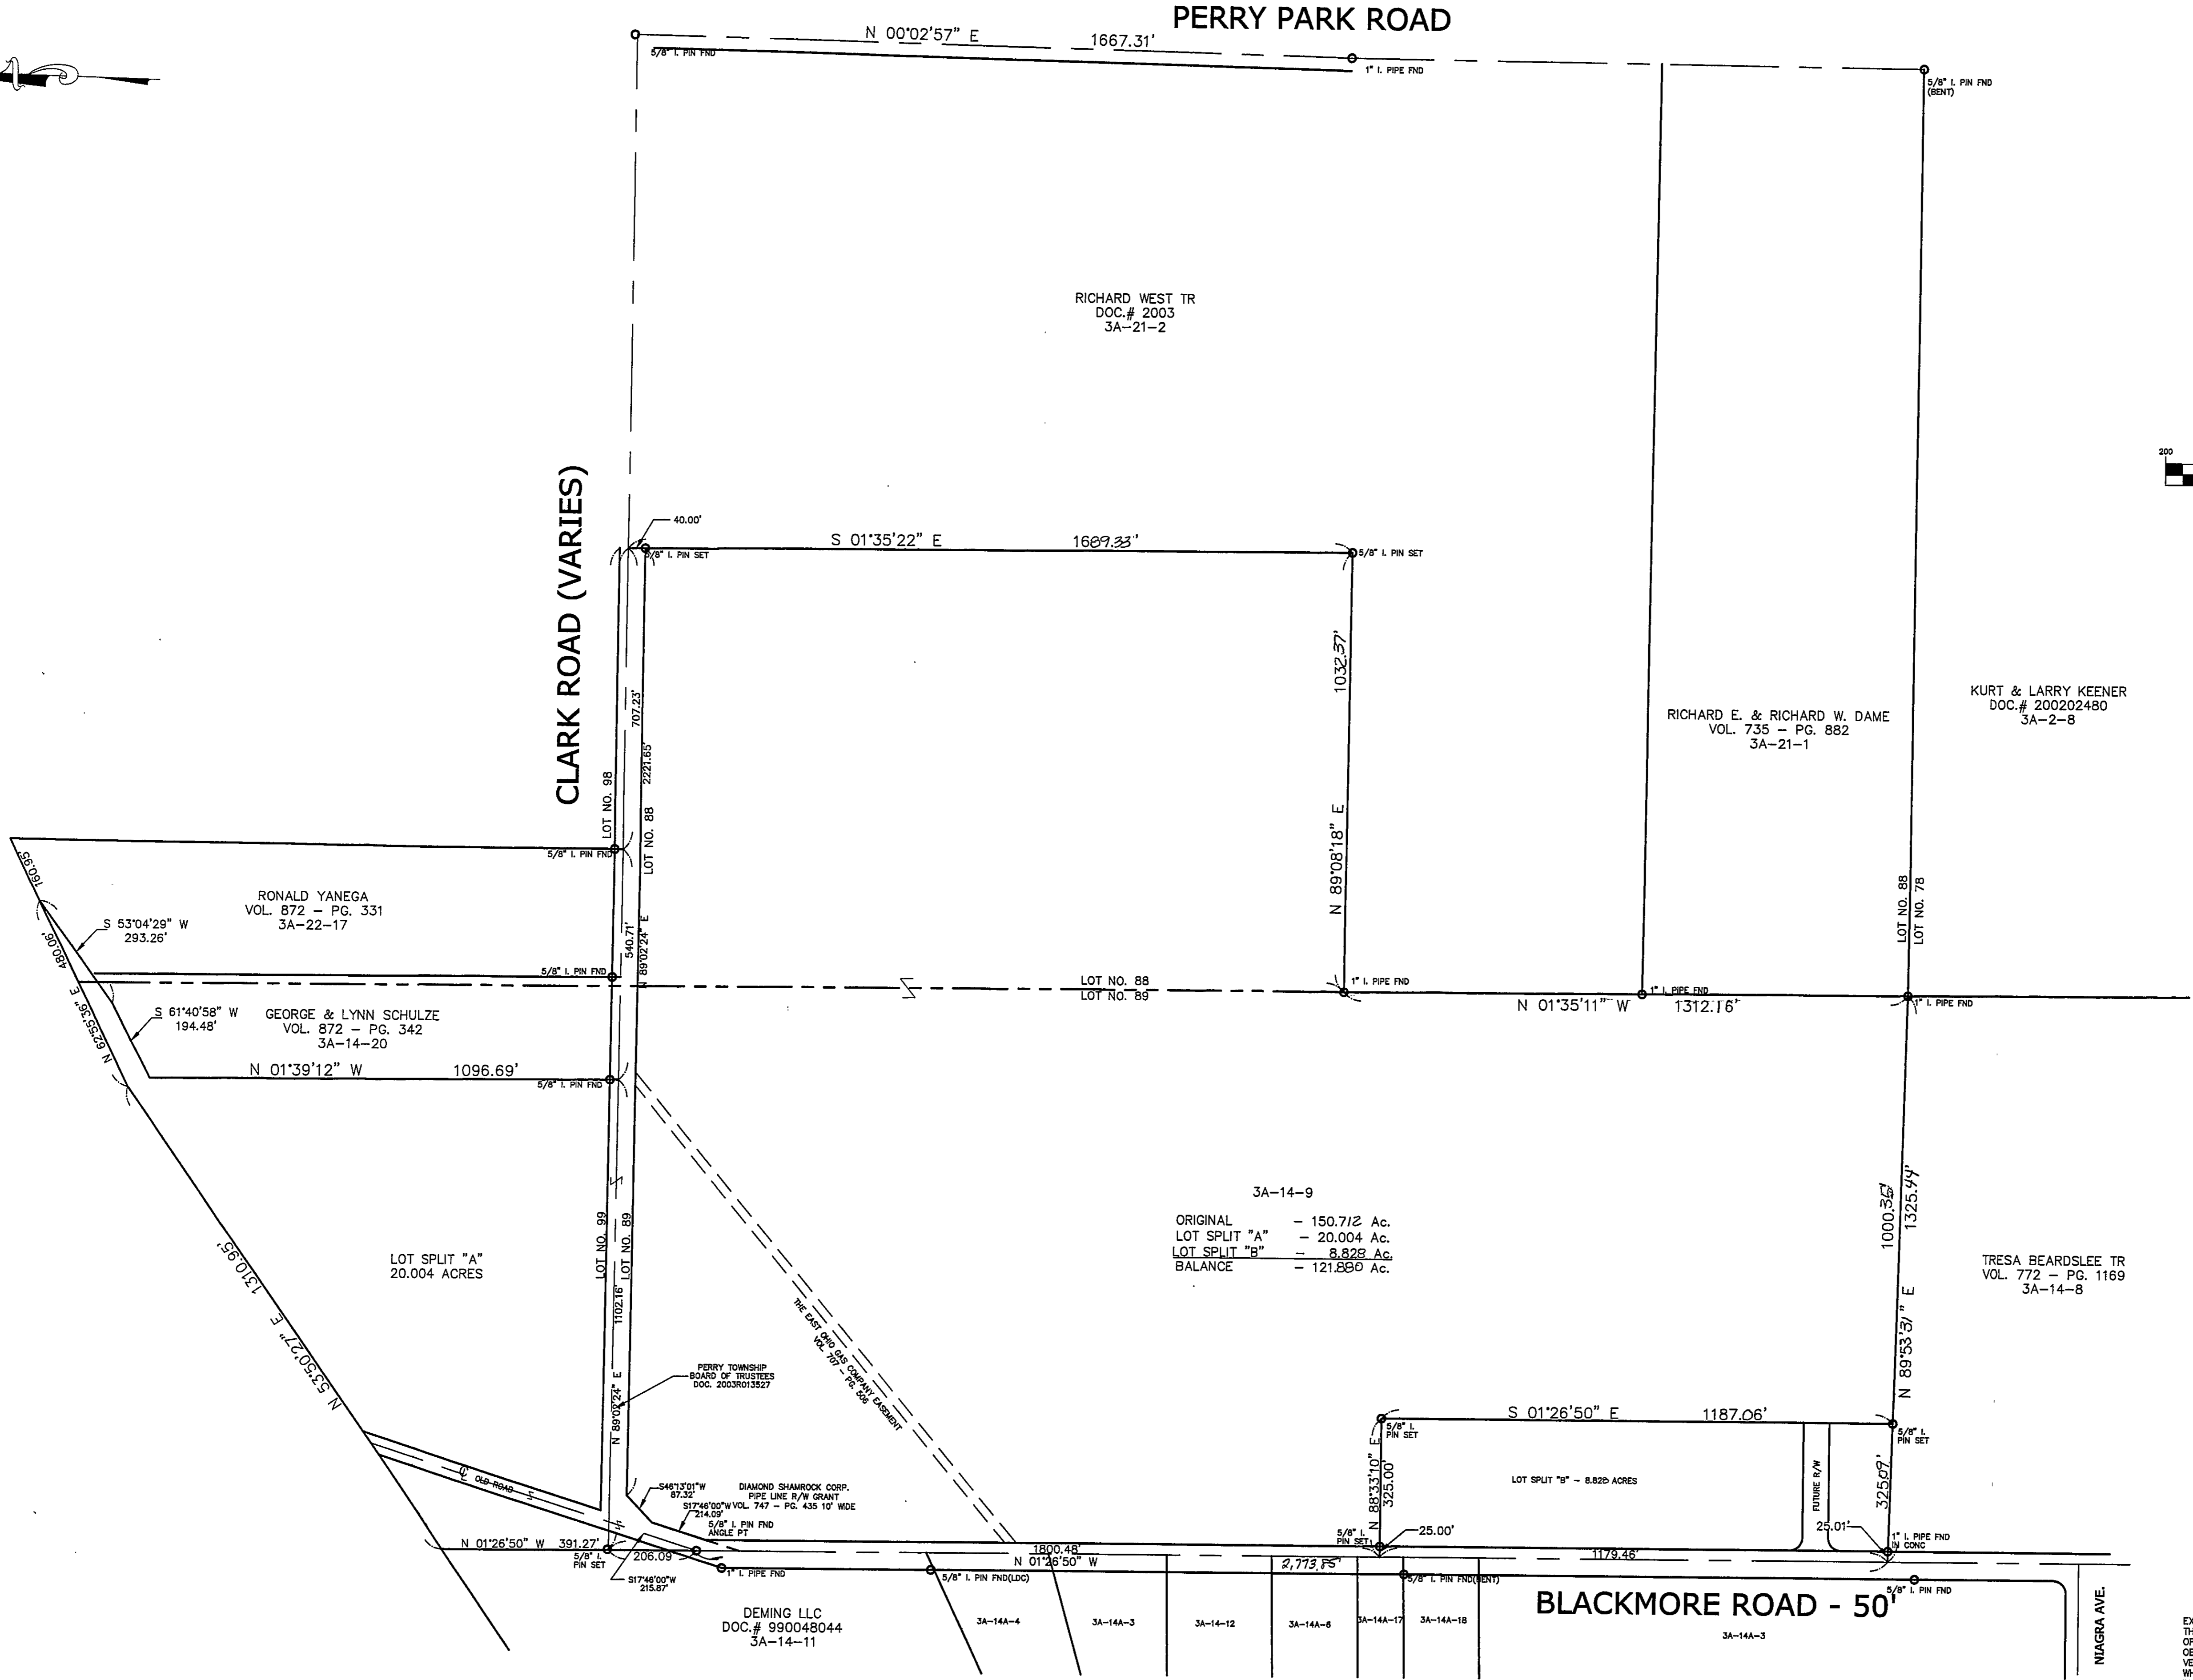 PERRY PARK ROAD
N 00°02'57" E
1667.31'
5/8" I. PIN FND
1" I. PIPE FND
5/8" I. PIN FND
(BENT)
RICHARD WEST TR
DOC.# 2003
3A-21-2
200
CLARK ROAD (VARIES)
40.00'
5/8" I. PIN SET
S 01°35'22" E
1669.33'
5/8" I. PIN SET
1032.37'
N 89°08'18" E
707.23'
2221.65'
LOT NO. 98
LOT NO. 88
RICHARD E. & RICHARD W. DAME
VOL. 735 - PG. 882
3A-21-1
KURT & LARRY KEENER
DOC.# 200202480
3A-2-8
5/8" I. PIN FND
160.95'
RONALD YANEGA
VOL. 872 - PG. 331
3A-22-17
S 53°04'29" W
293.26'
480.06'
N 62°55'36" E
540.71'
N 89°02'24" E
5/8" I. PIN FND
LOT NO. 88
LOT NO. 78
LOT NO. 88
LOT NO. 89
1" I. PIPE FND
1" I. PIPE FND
1" I. PIPE FND
N 01°35'11" W
1312.16'
S 61°40'58" W
194.48'
GEORGE & LYNN SCHULZE
VOL. 872 - PG. 342
3A-14-20
N 01°39'12" W
1096.69'
5/8" I. PIN FND
LOT NO. 99
LOT NO. 89
1102.16'
N 89°02'24" E
LOT SPLIT "A"
20.004 ACRES
1310.95'
N 53°50'27" E
THE EAST OHIO GAS COMPANY EASEMENT
VOL. 707 - PG. 506
3A-14-9
ORIGINAL - 150.712 Ac.
LOT SPLIT "A" - 20.004 Ac.
LOT SPLIT "B" - 8.828 Ac.
BALANCE - 121.880 Ac.
1000.35'
1325.44'
N 89°53'31" E
TRESA BEARDSLEE TR
VOL. 772 - PG. 1169
3A-14-8
PERRY TOWNSHIP
BOARD OF TRUSTEES
DOC. 2003R013527
S 01°26'50" E
1187.06'
5/8" I.
PIN SET
5/8" I.
PIN SET
N 88°33'10" E
325.00'
LOT SPLIT "B" - 8.828 ACRES
FUTURE R/W
325.09'
OLD ROAD
S46°13'01"W
87.32'
DIAMOND SHAMROCK CORP.
PIPE LINE R/W GRANT
VOL. 747 - PG. 435 10' WIDE
S17°46'00"W
214.09'
5/8" I. PIN FND
ANGLE PT
5/8" I.
PIN SET
25.00'
25.01'
1" I. PIPE FND
IN CONC
N 01°26'50" W 391.27'
5/8" I.
PIN SET
206.09
S17°46'00"W
215.87'
1" I. PIPE FND
1800.48'
N 01°26'50" W
2,773.85'
1179.46'
5/8" I. PIN FND(LDC)
5/8" I. PIN FND(BENT)
5/8" I. PIN FND
BLACKMORE ROAD - 50'
DEMING LLC
DOC.# 990048044
3A-14-11
3A-14A-4
3A-14A-3
3A-14-12
3A-14A-6
3A-14A-17
3A-14A-18
3A-14A-3
NIAGRA AVE.